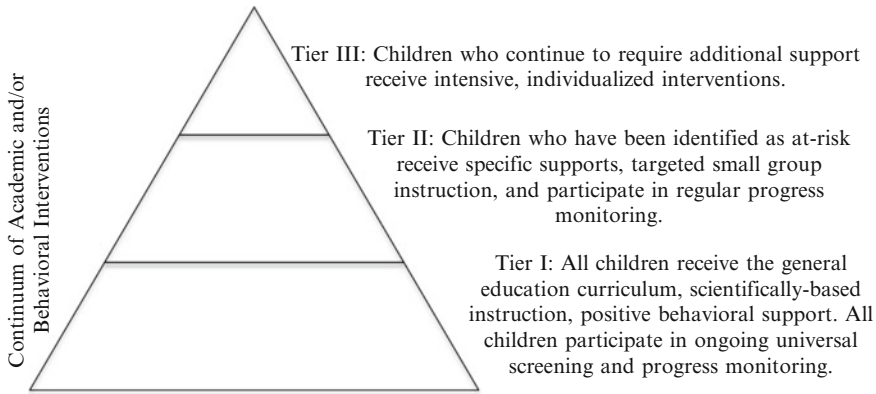 Continuum of Academic and/or
Behavioral Interventions
Tier III: Children who continue to require additional support
receive intensive, individualized interventions.
Tier II: Children who have been identified as at-risk
receive specific supports, targeted small group
instruction, and participate in regular progress
monitoring.
Tier I: All children receive the general
education curriculum, scientifically-based
instruction, positive behavioral support. All
children participate in ongoing universal
screening and progress monitoring.